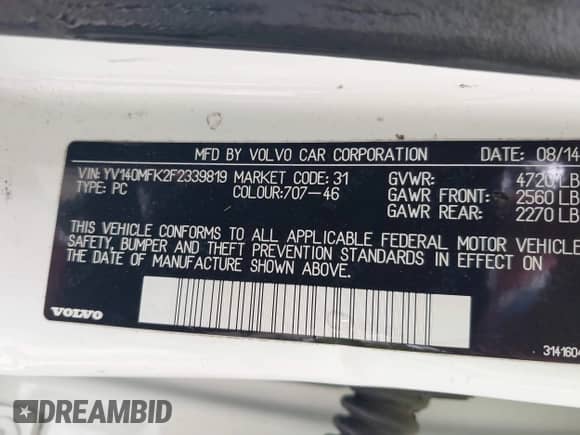 MFD BY VOLVO CAR CORPORATION DATE: 08/14
VIN: YV140MFK2F2339819 MARKET CODE: 31 GVWR: 4720 LB
TYPE: PC COLOUR:707-46 GAWR FRONT: 2560 LB
GAWR REAR: 2270 LB
THIS VEHICLE CONFORMS TO ALL APPLICABLE FEDERAL MOTOR VEHICLE
SAFETY, BUMPER AND THEFT PREVENTION STANDARDS IN EFFECT ON
THE DATE OF MANUFACTURE SHOWN ABOVE.
VOLVO
3141604
DREAMBID